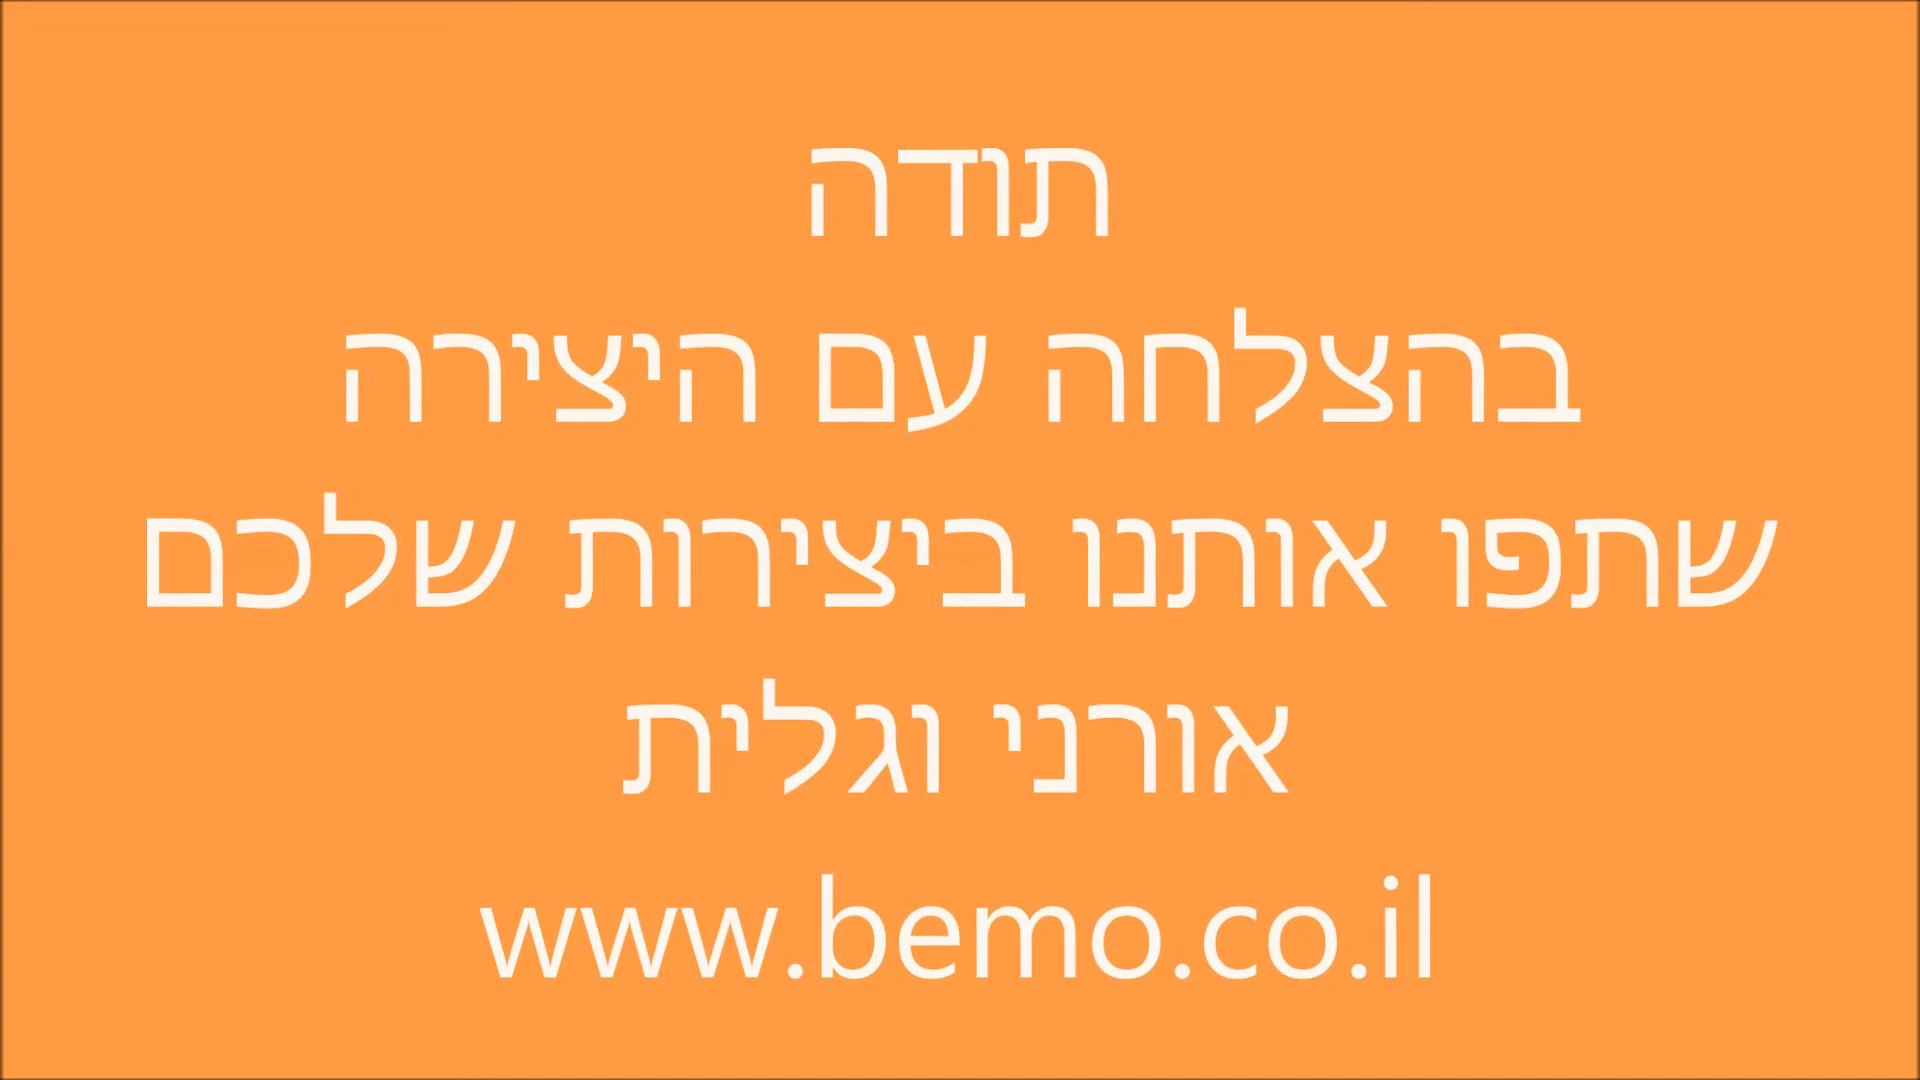 תודה
בהצלחה עם היצירה
שתפו אותנו ביצירות שלכם
אורני וגלית
www.bemo.co.il